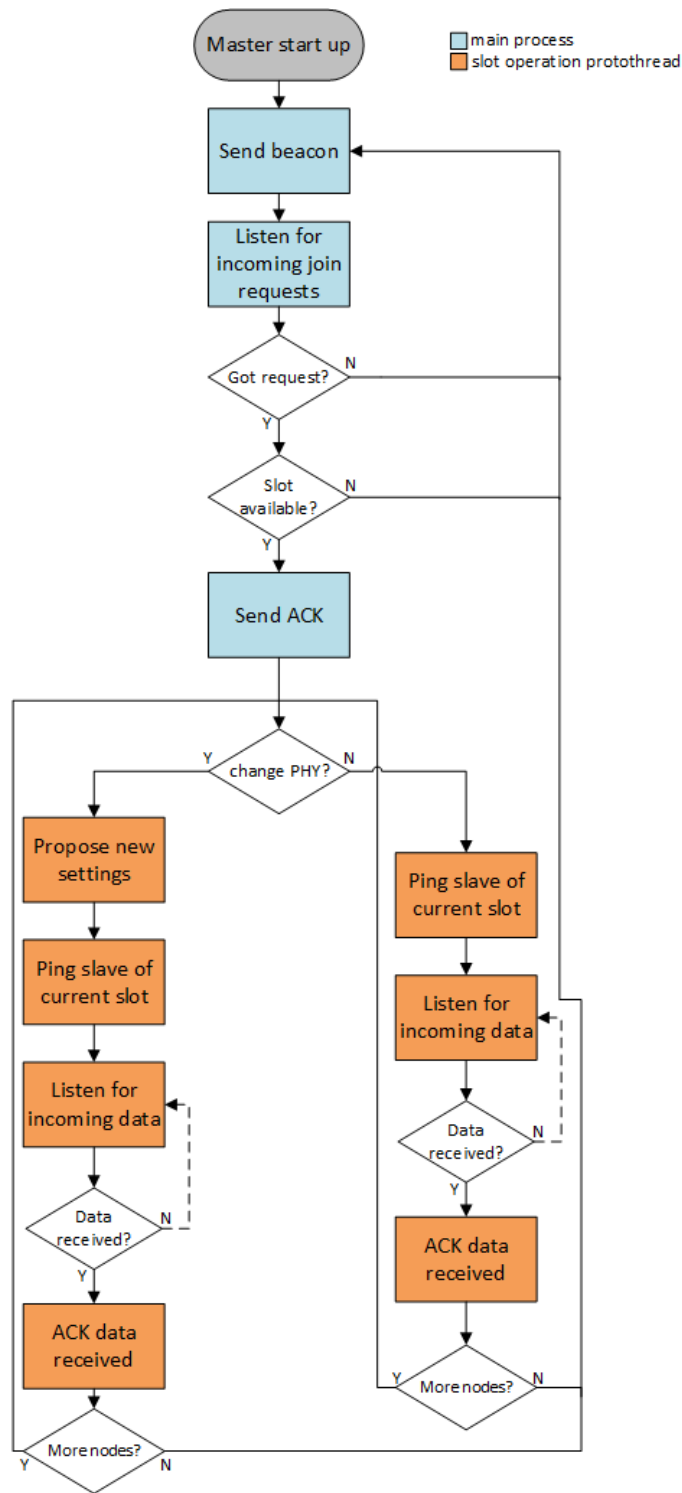 Master start up
main process
slot operation protothread
Send beacon
Listen for
incoming join
requests
Got request?
N
Y
Slot
available?
N
Y
Send ACK
Y
change PHY?
N
Propose new
settings
Ping slave of
current slot
Listen for
incoming data
Data
received?
N
Y
ACK data
received
Y
More nodes?
N
Ping slave of
current slot
Listen for
incoming data
Data
received?
N
Y
ACK data
received
Y
More nodes?
N